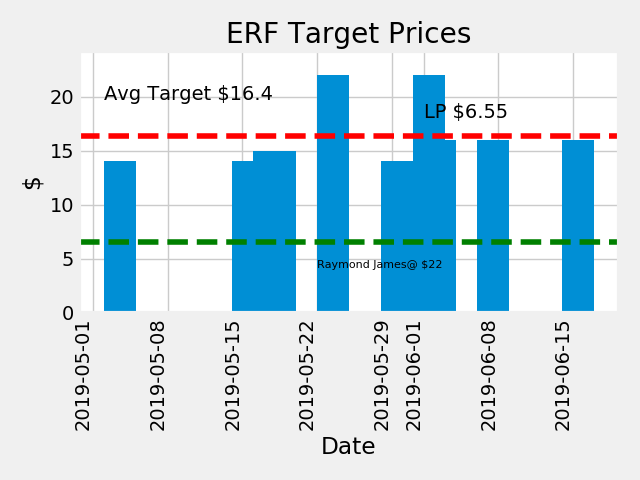 ERF Target Prices
Avg Target $16.4
LP $6.55
Raymond James@ $22
$
20
15
10
5
0
2019-05-01
2019-05-08
2019-05-15
2019-05-22
2019-05-29
2019-06-01
2019-06-08
2019-06-15
Date